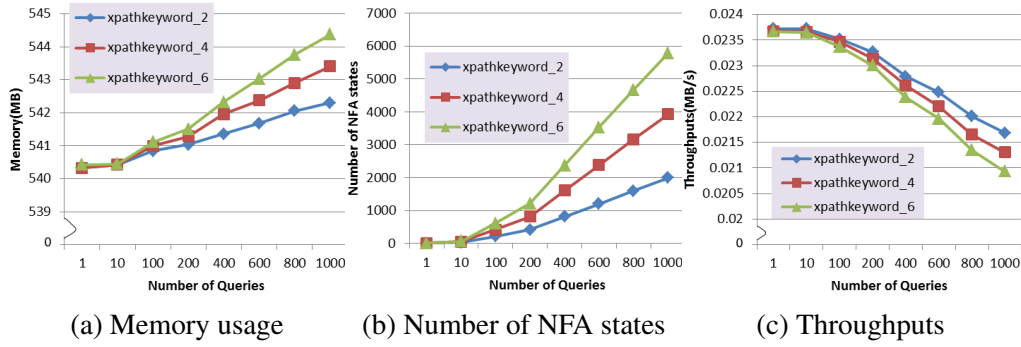 545
544
543
542
541
540
539
0
Memory(MB)
xpathkeyword_2
xpathkeyword_4
xpathkeyword_6
1 10 100 200 400 600 800 1000
Number of Queries
(a) Memory usage
7000
6000
5000
4000
3000
2000
1000
0
Number of NFA states
xpathkeyword_2
xpathkeyword_4
xpathkeyword_6
1 10 100 200 400 600 800 1000
Number of Queries
(b) Number of NFA states
0.024
0.0235
0.023
0.0225
0.022
0.0215
0.021
0.0205
0.02
0
Throughputs(MB/s)
xpathkeyword_2
xpathkeyword_4
xpathkeyword_6
1 10 100 200 400 600 800 1000
Number of Queries
(c) Throughputs